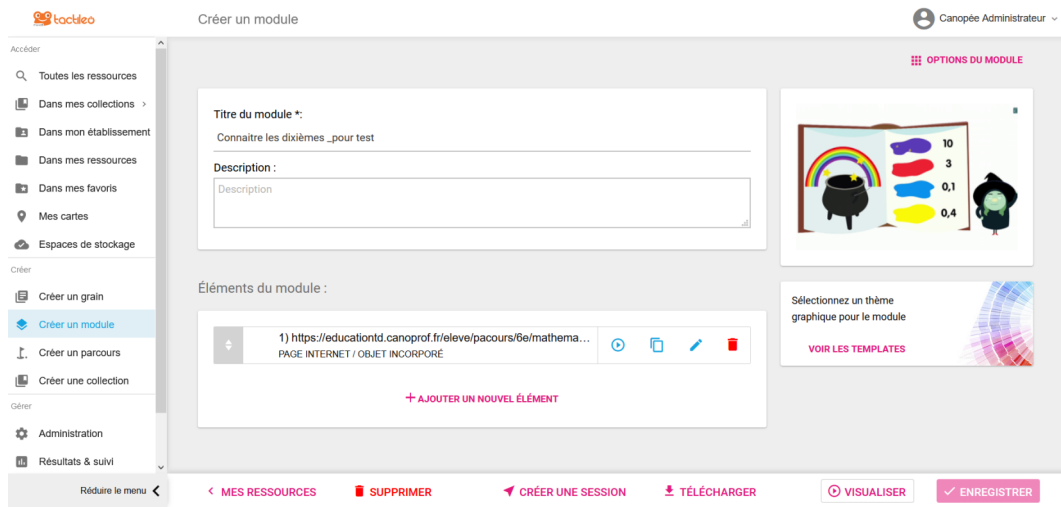 tactileo
Créer un module
Canopée Administrateur
Accéder
Toutes les ressources
Dans mes collections
Dans mon établissement
Dans mes ressources
Dans mes favoris
Mes cartes
Espaces de stockage
Créer
Créer un grain
Créer un module
Créer un parcours
Créer une collection
Gérer
Administration
Résultats & suivi
Réduire le menu
OPTIONS DU MODULE
Titre du module *:
Connaitre les dixièmes _pour test
Description :
Description
10
3
0,1
0,4
Éléments du module :
1) https://educationtd.canoprof.fr/eleve/pacours/6e/mathema...
PAGE INTERNET / OBJET INCORPORÉ
+ AJOUTER UN NOUVEL ÉLÉMENT
Sélectionnez un thème
graphique pour le module
VOIR LES TEMPLATES
< MES RESSOURCES
SUPPRIMER
CRÉER UNE SESSION
TÉLÉCHARGER
VISUALISER
ENREGISTRER